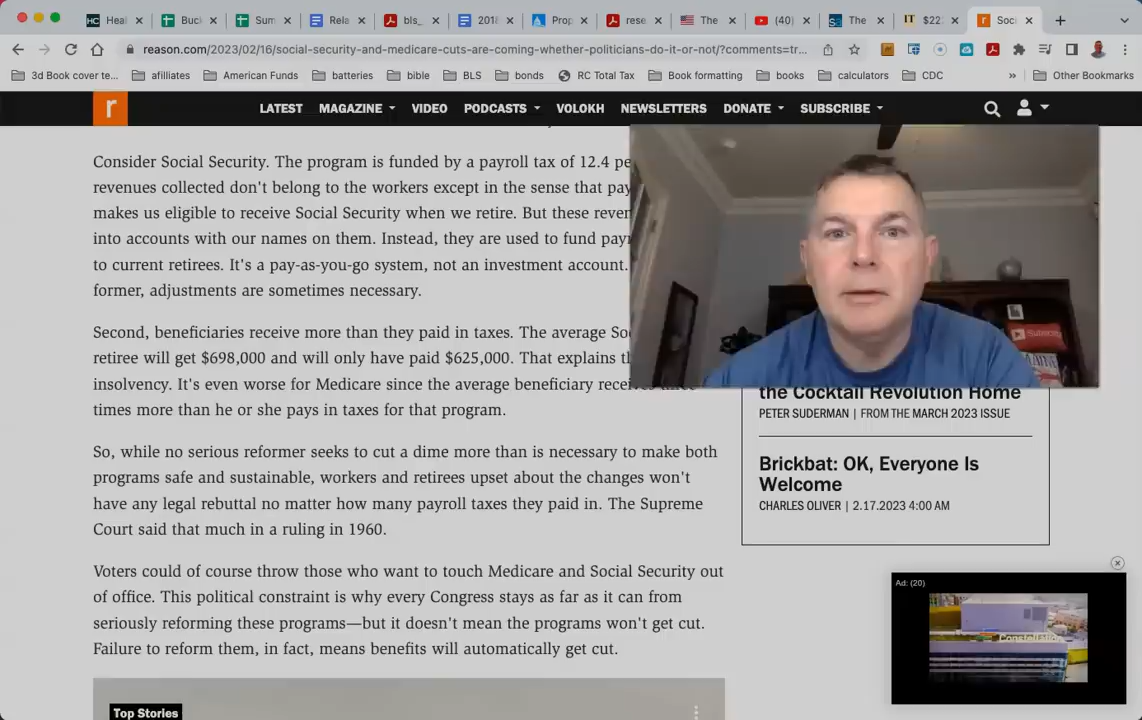 Heal
Buck
Sum
Rela
bls_
2018
Prop
rese
The
(40)
The
$22
Soci
reason.com/2023/02/16/social-security-and-medicare-cuts-are-coming-whether-politicians-do-it-or-not/?comments=tr...
3d Book cover te...
afiliates
American Funds
batteries
bible
BLS
bonds
RC Total Tax
Book formatting
books
calculators
CDC
»
Other Bookmarks
r
LATEST
MAGAZINE
VIDEO
PODCASTS
VOLOKH
NEWSLETTERS
DONATE
SUBSCRIBE
Consider Social Security. The program is funded by a payroll tax of 12.4 pe
revenues collected don't belong to the workers except in the sense that pay
makes us eligible to receive Social Security when we retire. But these reven
into accounts with our names on them. Instead, they are used to fund payr
to current retirees. It's a pay-as-you-go system, not an investment account.
former, adjustments are sometimes necessary.
Second, beneficiaries receive more than they paid in taxes. The average So
retiree will get $698,000 and will only have paid $625,000. That explains th
insolvency. It's even worse for Medicare since the average beneficiary receives
times more than he or she pays in taxes for that program.
So, while no serious reformer seeks to cut a dime more than is necessary to make both
programs safe and sustainable, workers and retirees upset about the changes won't
have any legal rebuttal no matter how many payroll taxes they paid in. The Supreme
Court said that much in a ruling in 1960.
Voters could of course throw those who want to touch Medicare and Social Security out
of office. This political constraint is why every Congress stays as far as it can from
seriously reforming these programs—but it doesn't mean the programs won't get cut.
Failure to reform them, in fact, means benefits will automatically get cut.
Top Stories
the Cocktail Revolution Home
PETER SUDERMAN | FROM THE MARCH 2023 ISSUE
Brickbat: OK, Everyone Is
Welcome
CHARLES OLIVER | 2.17.2023 4:00 AM
Ad: (20)
Constellation